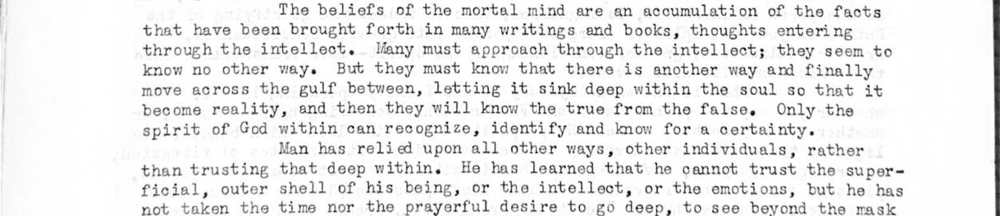 The beliefs of the mortal mind are an accumulation of the facts
that have been brought forth in many writings and books, thoughts entering
through the intellect. Many must approach through the intellect; they seem to
know no other way. But they must know that there is another way and finally
move across the gulf between, letting it sink deep within the soul so that it
become reality, and then they will know the true from the false. Only the
spirit of God within can recognize, identify and know for a certainty.
Man has relied upon all other ways, other individuals, rather
than trusting that deep within. He has learned that he cannot trust the super-
ficial, outer shell of his being, or the intellect, or the emotions, but he has
not taken the time nor the prayerful desire to go deep, to see beyond the mask